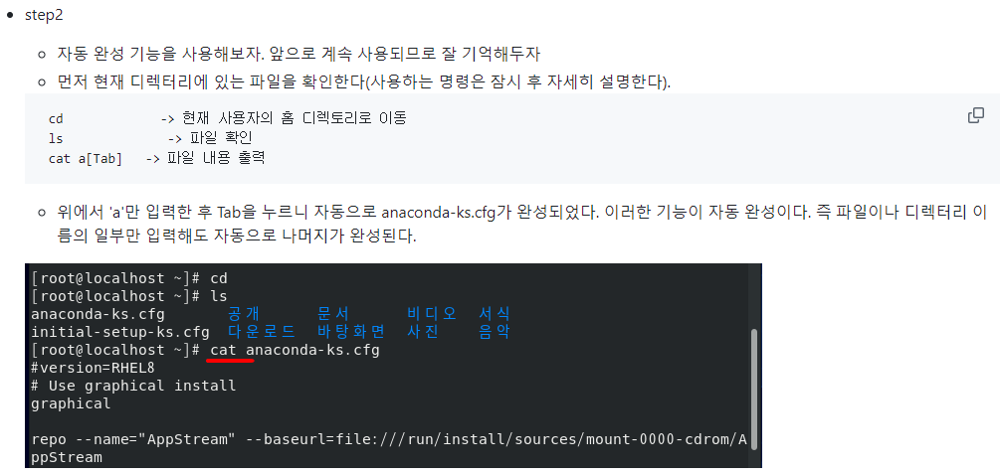 step2
자동 완성 기능을 사용해보자. 앞으로 계속 사용되므로 잘 기억해두자
먼저 현재 디렉터리에 있는 파일을 확인한다(사용하는 명령은 잠시 후 자세히 설명한다).
cd -> 현재 사용자의 홈 디렉토리로 이동
ls -> 파일 확인
cat a[Tab] -> 파일 내용 출력
위에서 'a'만 입력한 후 Tab을 누르니 자동으로 anaconda-ks.cfg가 완성되었다. 이러한 기능이 자동 완성이다. 즉 파일이나 디렉터리 이
름의 일부만 입력해도 자동으로 나머지가 완성된다.
[root@localhost ~]# cd
[root@localhost ~]# ls
anaconda-ks.cfg 공개 문서 비디오 서식
initial-setup-ks.cfg 다운로드 바탕화면 사진 음악
[root@localhost ~]# cat anaconda-ks.cfg
#version=RHEL8
# Use graphical install
graphical
repo --name="AppStream" --baseurl=file:///run/install/sources/mount-0000-cdrom/A
ppStream